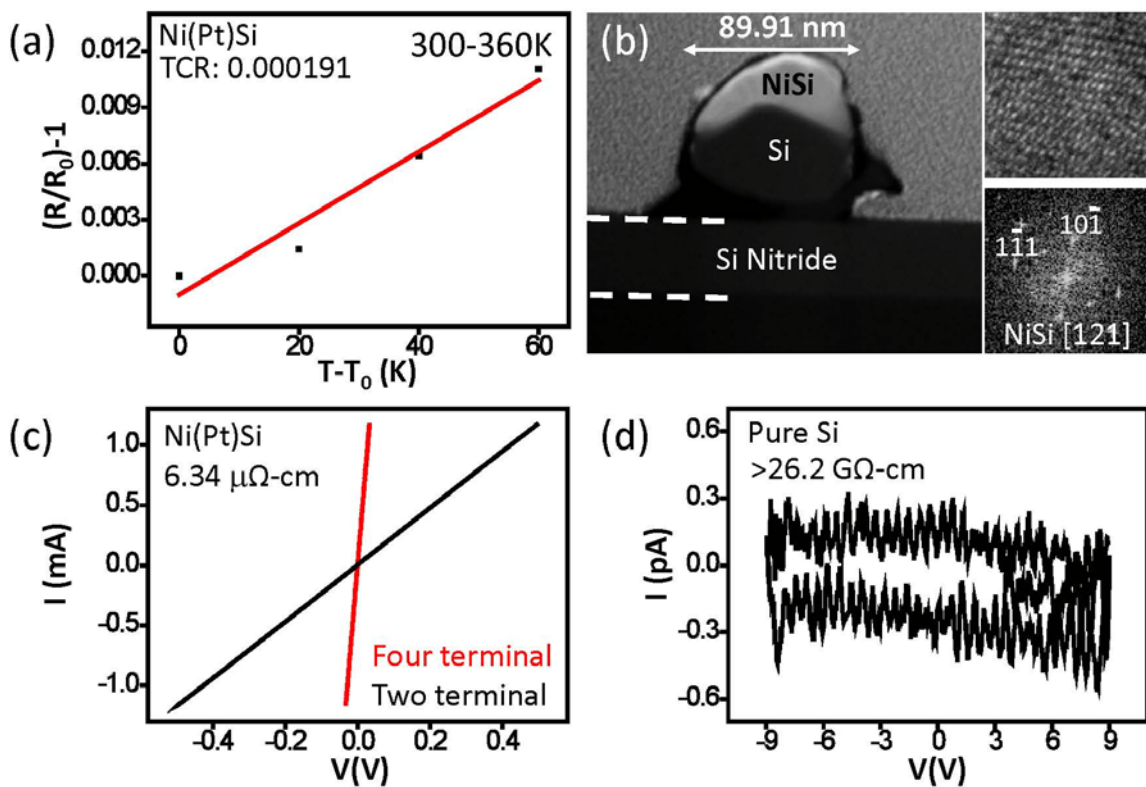 (a)
Ni(Pt)Si
TCR: 0.000191
300-360K
0.012
0.009
0.006
0.003
0.000
(R/R₀)-1
0
20
40
60
T-T₀ (K)
(b)
89.91 nm
NiSi
Si
Si Nitride
11̄1
101̄
NiSi [121]
(c)
Ni(Pt)Si
6.34 μΩ-cm
1.0
0.5
0.0
-0.5
-1.0
I (mA)
Four terminal
Two terminal
-0.4
-0.2
0.0
0.2
0.4
V(V)
(d)
Pure Si
>26.2 GΩ-cm
0.6
0.3
0.0
-0.3
-0.6
I (pA)
-9
-6
-3
0
3
6
9
V(V)